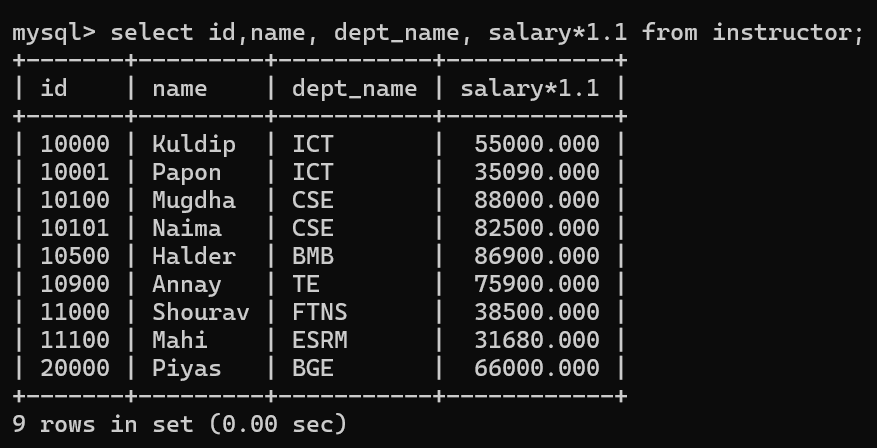 mysql> select id,name, dept_name, salary*1.1 from instructor;
+-------+---------+-----------+------------+
| id    | name    | dept_name | salary*1.1 |
+-------+---------+-----------+------------+
| 10000 | Kuldip  | ICT       |  55000.000 |
| 10001 | Papon   | ICT       |  35090.000 |
| 10100 | Mugdha  | CSE       |  88000.000 |
| 10101 | Naima   | CSE       |  82500.000 |
| 10500 | Halder  | BMB       |  86900.000 |
| 10900 | Annay   | TE        |  75900.000 |
| 11000 | Shourav | FTNS      |  38500.000 |
| 11100 | Mahi    | ESRM      |  31680.000 |
| 20000 | Piyas   | BGE       |  66000.000 |
+-------+---------+-----------+------------+
9 rows in set (0.00 sec)